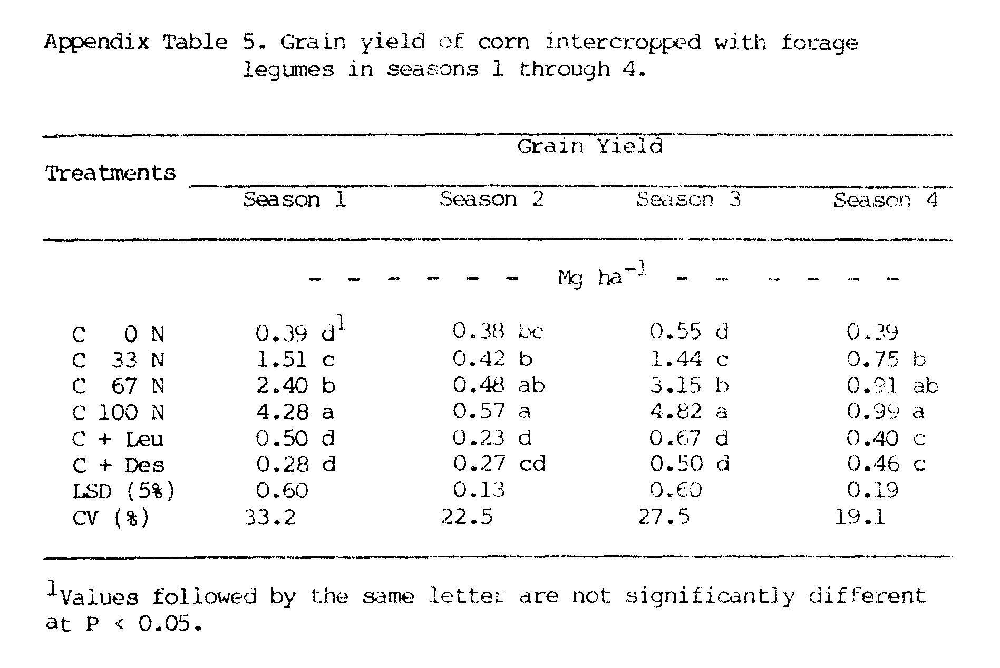 Appendix Table 5. Grain yield of corn intercropped with forage
legumes in seasons 1 through 4.
Grain Yield
Treatments
Season 1 Season 2 Season 3 Season 4
- - - - - - Mg ha⁻¹ - - - - - -
C 0 N 0.39 d¹ 0.38 bc 0.55 d 0.39
C 33 N 1.51 c 0.42 b 1.44 c 0.75 b
C 67 N 2.40 b 0.48 ab 3.15 b 0.91 ab
C 100 N 4.28 a 0.57 a 4.82 a 0.99 a
C + Leu 0.50 d 0.23 d 0.67 d 0.40 c
C + Des 0.28 d 0.27 cd 0.50 d 0.46 c
LSD (5%) 0.60 0.13 0.60 0.19
CV (%) 33.2 22.5 27.5 19.1
¹Values followed by the same letter are not significantly different
at P < 0.05.